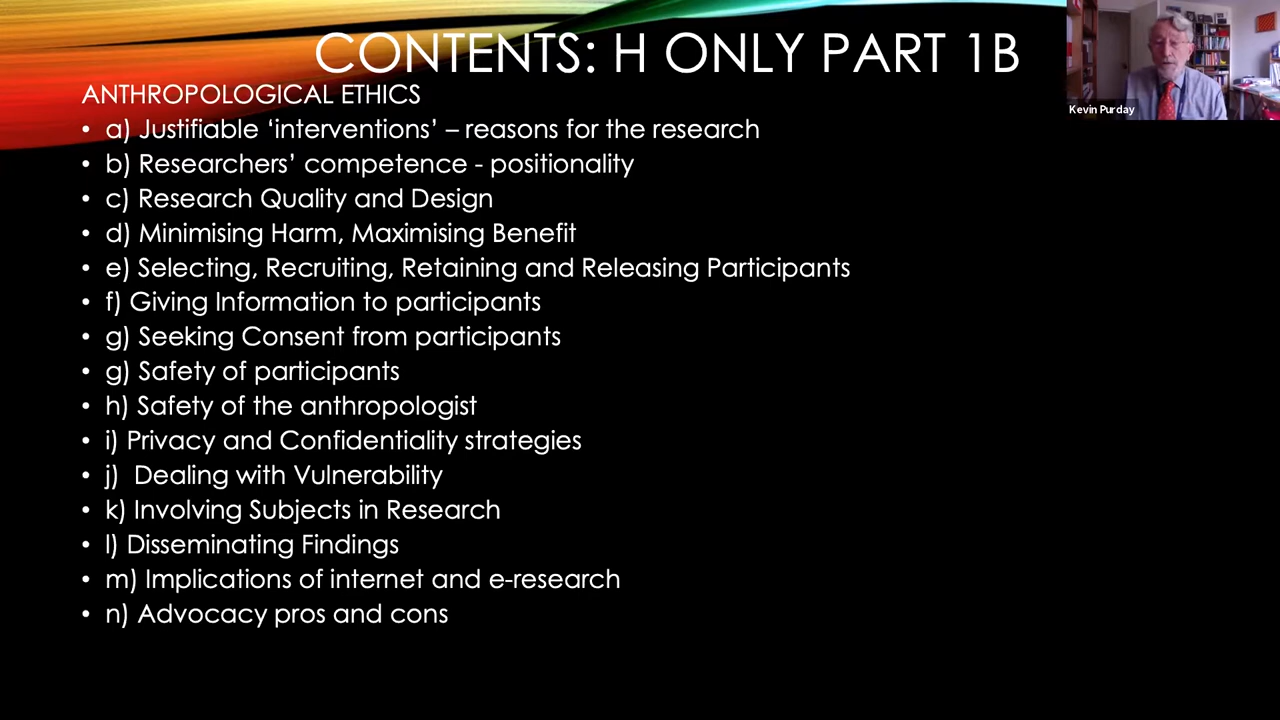 CONTENTS: H ONLY PART 1B
Kevin Purday
ANTHROPOLOGICAL ETHICS
• a) Justifiable ‘interventions’ – reasons for the research
• b) Researchers’ competence - positionality
• c) Research Quality and Design
• d) Minimising Harm, Maximising Benefit
• e) Selecting, Recruiting, Retaining and Releasing Participants
• f) Giving Information to participants
• g) Seeking Consent from participants
• g) Safety of participants
• h) Safety of the anthropologist
• i) Privacy and Confidentiality strategies
• j)  Dealing with Vulnerability
• k) Involving Subjects in Research
• l) Disseminating Findings
• m) Implications of internet and e-research
• n) Advocacy pros and cons